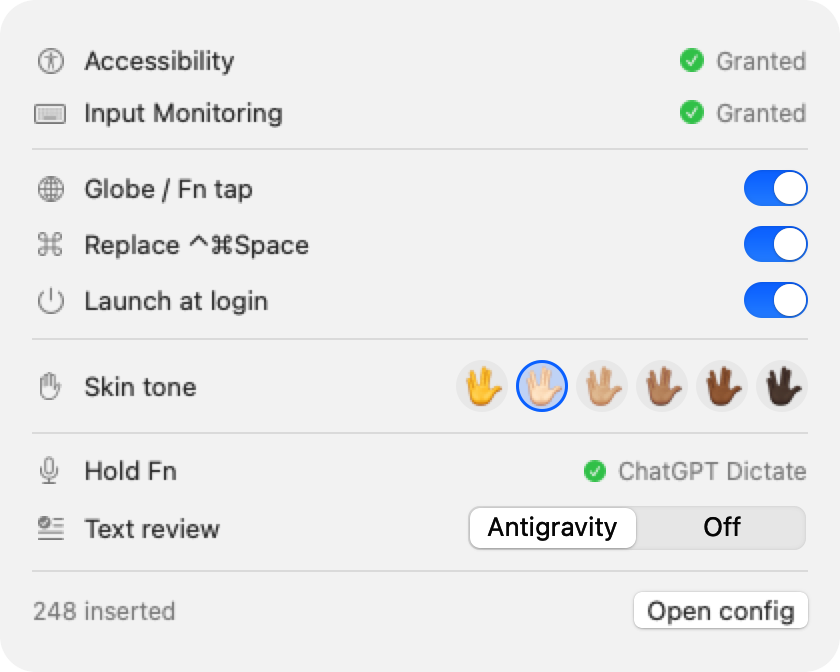 Accessibility Granted
Input Monitoring Granted
Globe / Fn tap
Replace ^⌘Space
Launch at login
Skin tone
Hold Fn ChatGPT Dictate
Text review Antigravity Off
248 inserted Open config